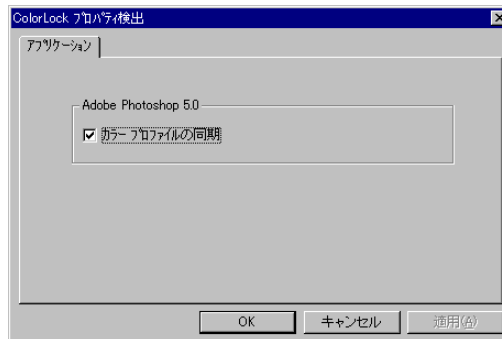 ColorLock プロパティ検出
アプリケーション
Adobe Photoshop 5.0
カラー プロファイルの同期
OK
キャンセル
適用(A)